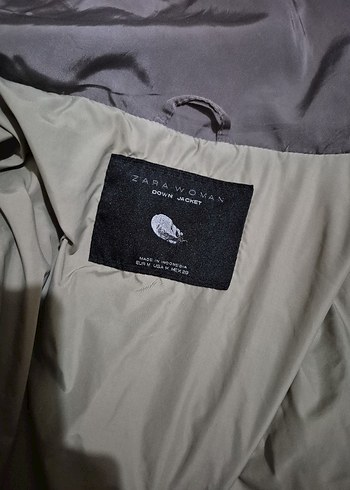 ZARA WOMAN
DOWN JACKET
MADE IN INDONESIA
EUR M USA M MEX 28